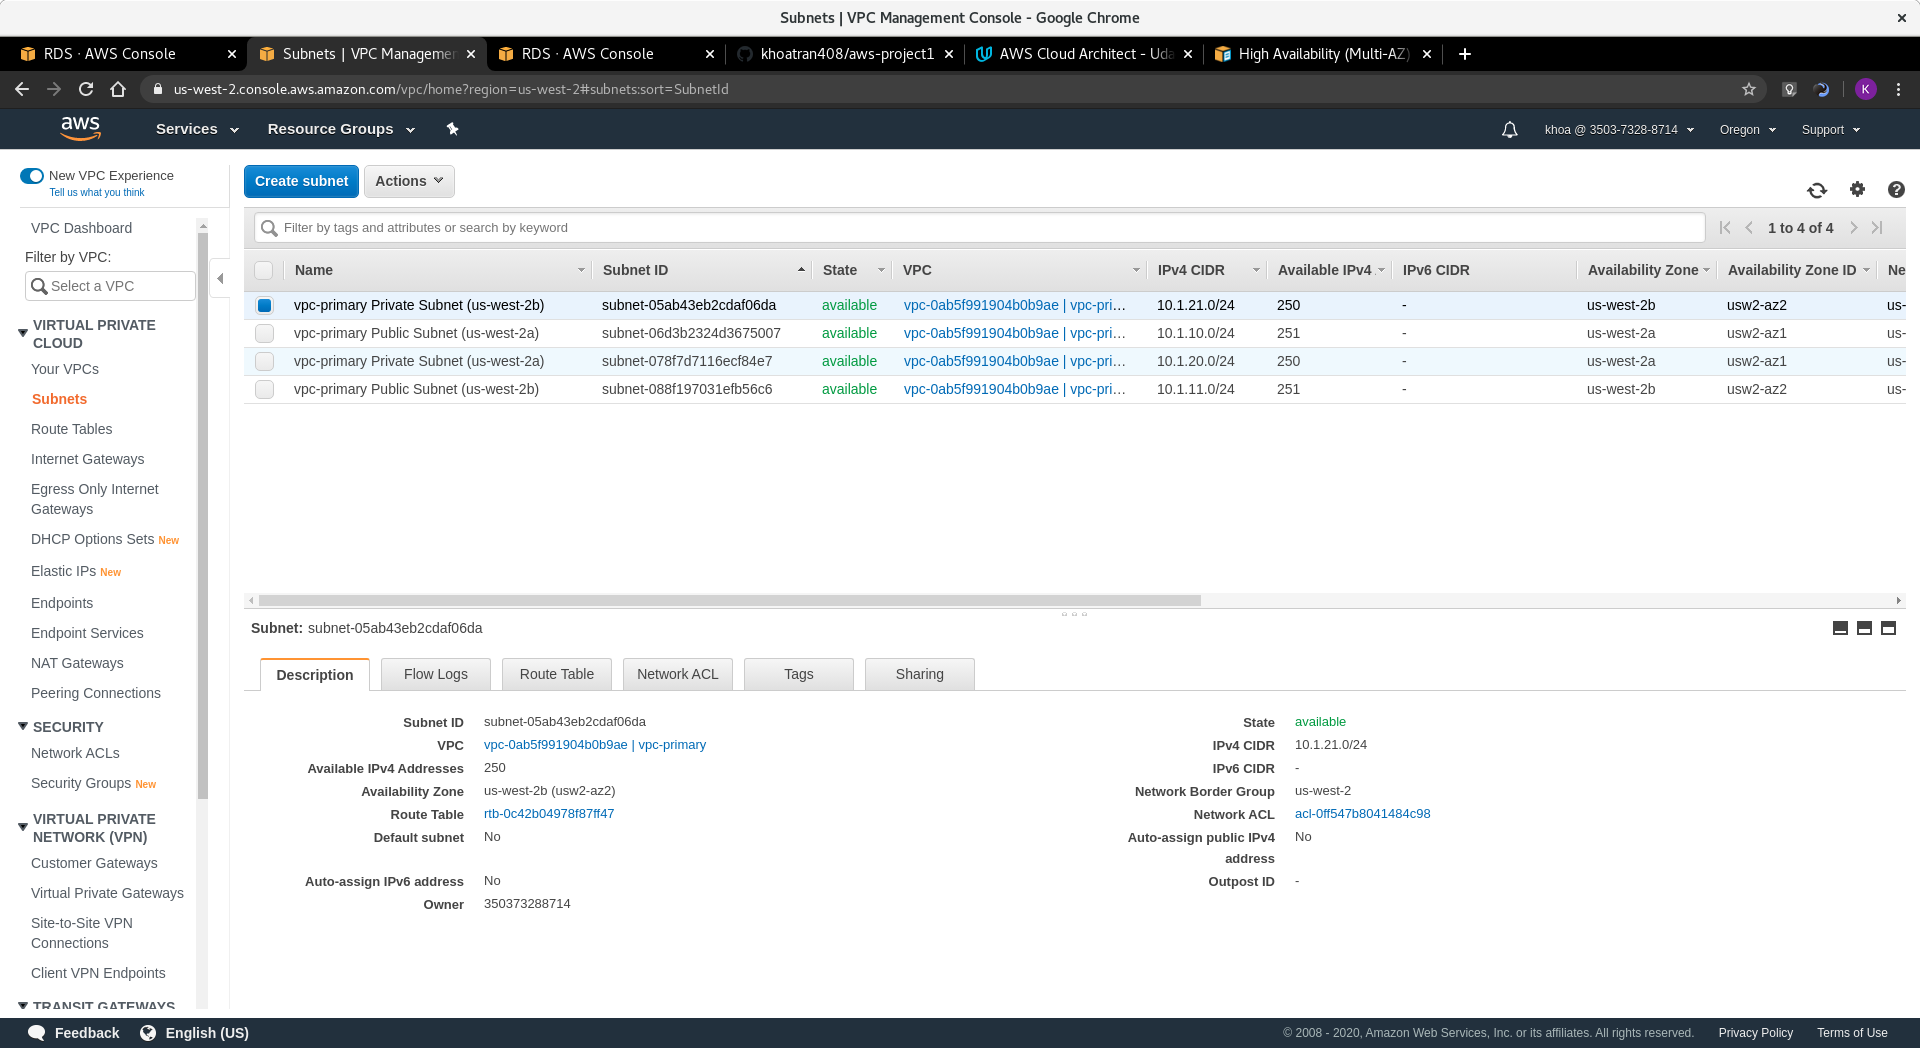 Subnets | VPC Management Console - Google Chrome
RDS · AWS Console
Subnets | VPC Managemen
RDS · AWS Console
khoatran408/aws-project1
AWS Cloud Architect - Uda
High Availability (Multi-AZ)
us-west-2.console.aws.amazon.com/vpc/home?region=us-west-2#subnets:sort=SubnetId
K
aws
Services
Resource Groups
khoa @ 3503-7328-8714
Oregon
Support
New VPC Experience
Tell us what you think
VPC Dashboard
Filter by VPC:
Select a VPC
VIRTUAL PRIVATE
CLOUD
Your VPCs
Subnets
Route Tables
Internet Gateways
Egress Only Internet
Gateways
DHCP Options Sets New
Elastic IPs New
Endpoints
Endpoint Services
NAT Gateways
Peering Connections
SECURITY
Network ACLs
Security Groups New
VIRTUAL PRIVATE
NETWORK (VPN)
Customer Gateways
Virtual Private Gateways
Site-to-Site VPN
Connections
Client VPN Endpoints
TRANSIT GATEWAYS
Create subnet
Actions
Filter by tags and attributes or search by keyword
1 to 4 of 4
Name Subnet ID State VPC IPv4 CIDR Available IPv4 IPv6 CIDR Availability Zone Availability Zone ID Ne
vpc-primary Private Subnet (us-west-2b) subnet-05ab43eb2cdaf06da available vpc-0ab5f991904b0b9ae | vpc-pri… 10.1.21.0/24 250 - us-west-2b usw2-az2 us-
vpc-primary Public Subnet (us-west-2a) subnet-06d3b2324d3675007 available vpc-0ab5f991904b0b9ae | vpc-pri… 10.1.10.0/24 251 - us-west-2a usw2-az1 us-
vpc-primary Private Subnet (us-west-2a) subnet-078f7d7116ecf84e7 available vpc-0ab5f991904b0b9ae | vpc-pri… 10.1.20.0/24 250 - us-west-2a usw2-az1 us-
vpc-primary Public Subnet (us-west-2b) subnet-088f197031efb56c6 available vpc-0ab5f991904b0b9ae | vpc-pri… 10.1.11.0/24 251 - us-west-2b usw2-az2 us-
Subnet: subnet-05ab43eb2cdaf06da
Description
Flow Logs
Route Table
Network ACL
Tags
Sharing
Subnet ID subnet-05ab43eb2cdaf06da
VPC vpc-0ab5f991904b0b9ae | vpc-primary
Available IPv4 Addresses 250
Availability Zone us-west-2b (usw2-az2)
Route Table rtb-0c42b04978f87ff47
Default subnet No
Auto-assign IPv6 address No
Owner 350373288714
State available
IPv4 CIDR 10.1.21.0/24
IPv6 CIDR -
Network Border Group us-west-2
Network ACL acl-0ff547b8041484c98
Auto-assign public IPv4 No
address
Outpost ID -
Feedback
English (US)
© 2008 - 2020, Amazon Web Services, Inc. or its affiliates. All rights reserved.
Privacy Policy
Terms of Use